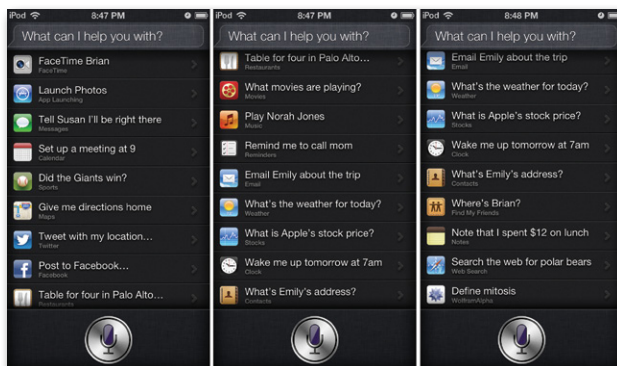 iPod 8:47 PM
What can I help you with?
FaceTime Brian
FaceTime
Launch Photos
App Launching
Tell Susan I'll be right there
Messages
Set up a meeting at 9
Calendar
Did the Giants win?
Sports
Give me directions home
Maps
Tweet with my location...
Twitter
Post to Facebook...
Facebook
Table for four in Palo Alto...
Restaurants
iPod 8:47 PM
What can I help you with?
Table for four in Palo Alto...
Restaurants
What movies are playing?
Movies
Play Norah Jones
Music
Remind me to call mom
Reminders
Email Emily about the trip
Email
What's the weather for today?
Weather
What is Apple's stock price?
Stocks
Wake me up tomorrow at 7am
Clock
What's Emily's address?
Contacts
iPod 8:48 PM
What can I help you with?
Email Emily about the trip
Email
What's the weather for today?
Weather
What is Apple's stock price?
Stocks
Wake me up tomorrow at 7am
Clock
What's Emily's address?
Contacts
Where's Brian?
Find My Friends
Note that I spent $12 on lunch
Notes
Search the web for polar bears
Web Search
Define mitosis
WolframAlpha